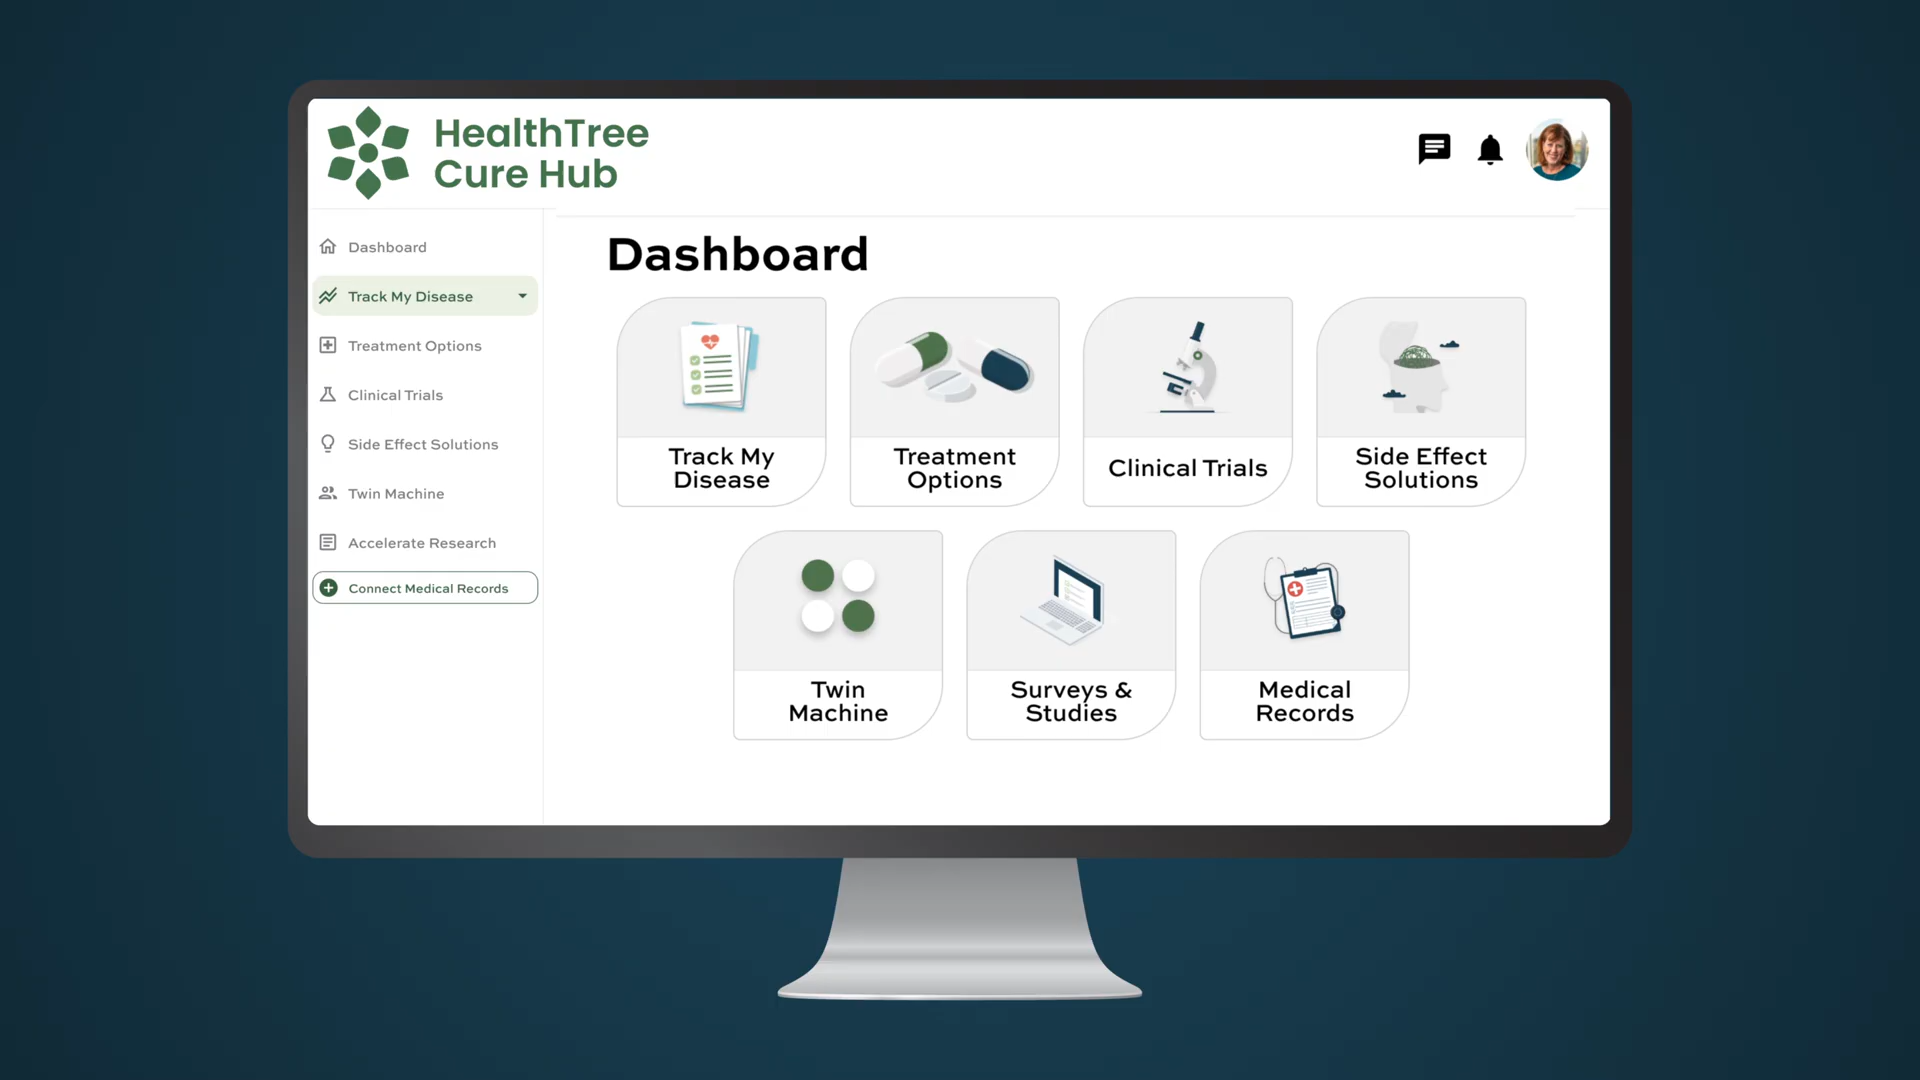 HealthTree
Cure Hub
Dashboard
Track My Disease
Treatment Options
Clinical Trials
Side Effect Solutions
Twin Machine
Accelerate Research
Connect Medical Records
Dashboard
Track My
Disease
Treatment
Options
Clinical Trials
Side Effect
Solutions
Twin
Machine
Surveys &
Studies
Medical
Records